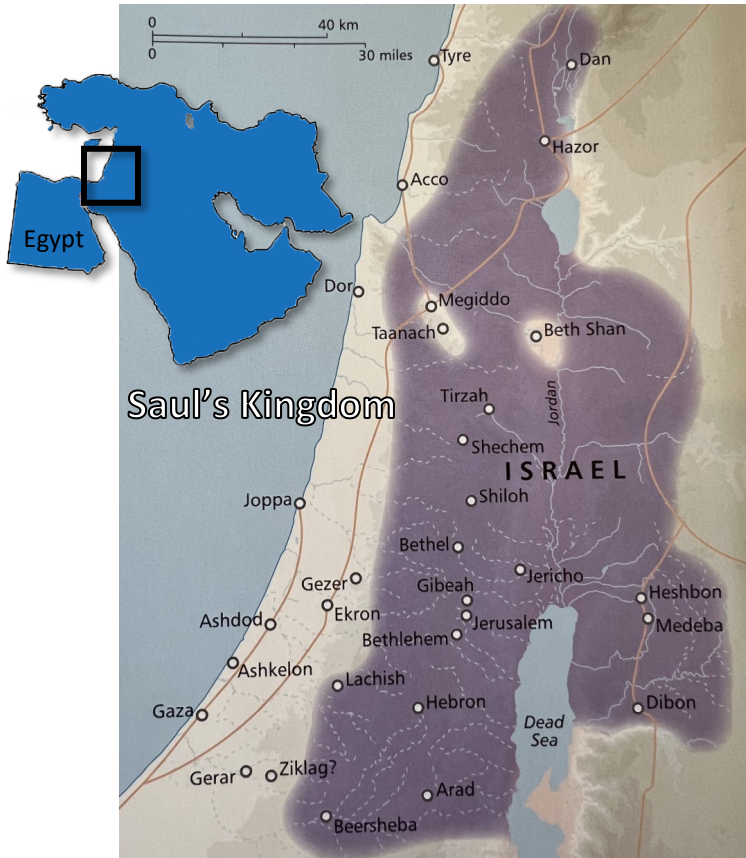 0 40 km
0 30 miles
Tyre
Dan
Hazor
Acco
Egypt
Dor
Megiddo
Taanach
Beth Shan
Saul's Kingdom
Tirzah
Jordan
Shechem
ISRAEL
Shiloh
Joppa
Bethel
Jericho
Gezer
Gibeah
Heshbon
Ekron
Ashdod
Jerusalem
Medeba
Bethlehem
Ashkelon
Lachish
Hebron
Gaza
Dibon
Dead
Sea
Gerar
Ziklag?
Arad
Beersheba